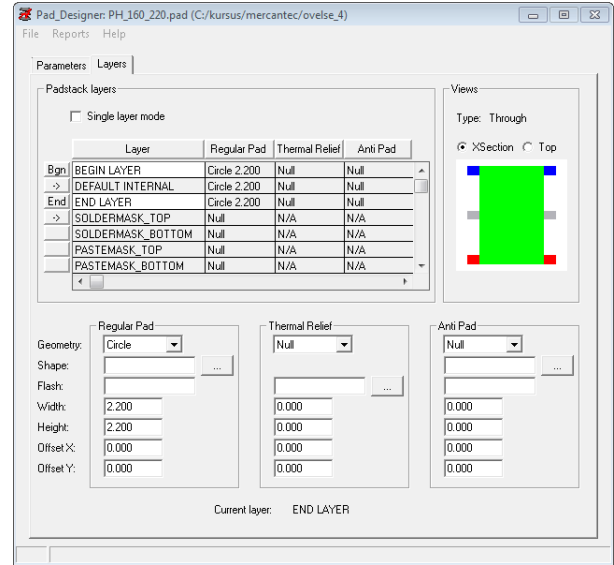 Pad_Designer: PH_160_220.pad (C:/kursus/mercantec/ovelse_4)
File Reports Help
Parameters Layers
Padstack layers
Views
Single layer mode
Type: Through
XSection Top
Layer Regular Pad Thermal Relief Anti Pad
Bgn BEGIN LAYER Circle 2.200 Null Null
-> DEFAULT INTERNAL Circle 2.200 Null Null
End END LAYER Circle 2.200 Null Null
-> SOLDERMASK_TOP Null N/A N/A
SOLDERMASK_BOTTOM Null N/A N/A
PASTEMASK_TOP Null N/A N/A
PASTEMASK_BOTTOM Null N/A N/A
Regular Pad Thermal Relief Anti Pad
Geometry: Circle Null Null
Shape: ... ...
Flash: ...
Width: 2.200 0.000 0.000
Height: 2.200 0.000 0.000
Offset X: 0.000 0.000 0.000
Offset Y: 0.000 0.000 0.000
Current layer: END LAYER